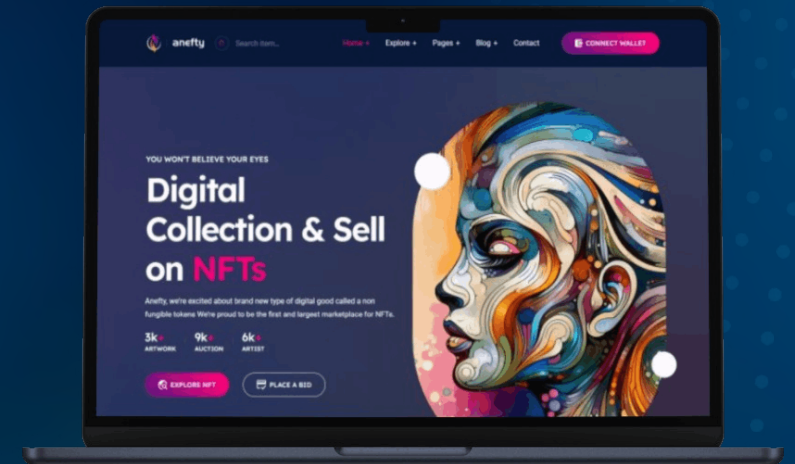 anefty
Search item...
Home +
Explore +
Pages +
Blog +
Contact
CONNECT WALLET
YOU WON'T BELIEVE YOUR EYES
Digital
Collection & Sell
on NFTs
Anefty, we're excited about brand new type of digital good called a non
fungible tokens We're proud to be the first and largest marketplace for NFTs.
3k+ 9k+ 6k+
ARTWORK AUCTION ARTIST
EXPLORE NFT
PLACE A BID